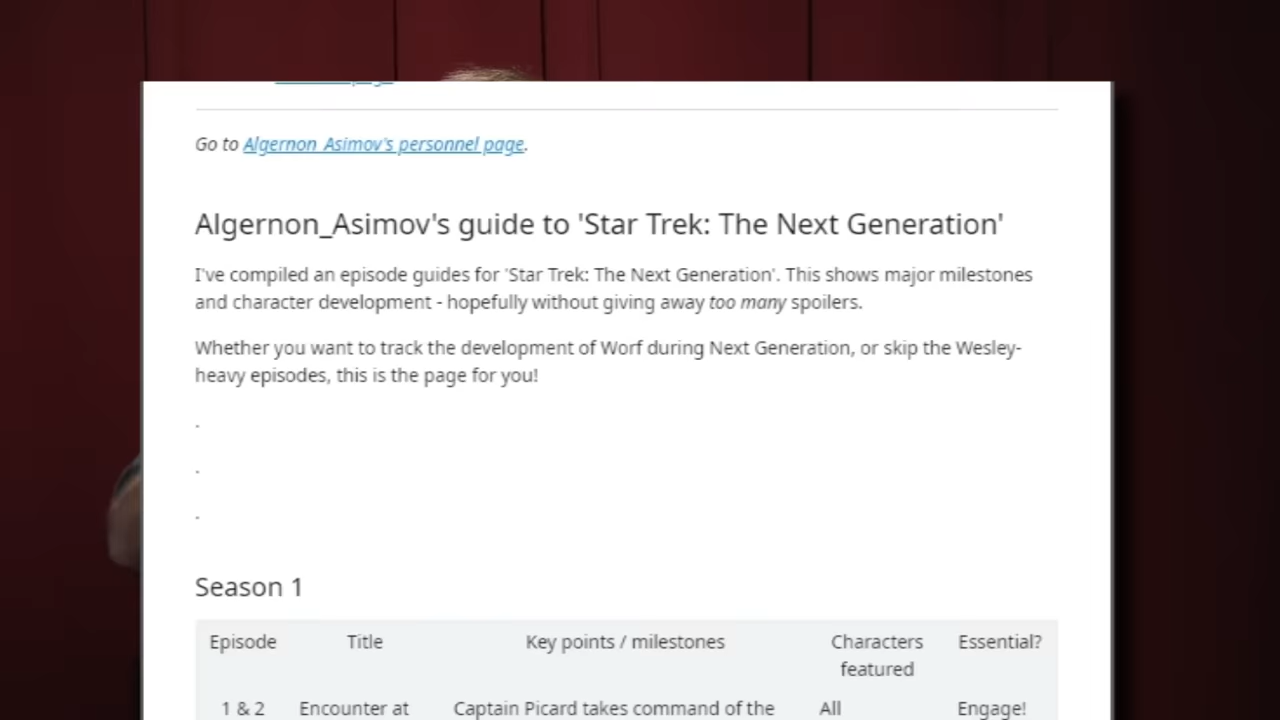 Go to Algernon_Asimov's personnel page.
Algernon_Asimov's guide to 'Star Trek: The Next Generation'
I've compiled an episode guides for 'Star Trek: The Next Generation'. This shows major milestones
and character development - hopefully without giving away too many spoilers.
Whether you want to track the development of Worf during Next Generation, or skip the Wesley-
heavy episodes, this is the page for you!
.
.
.
Season 1
Episode Title Key points / milestones Characters featured Essential?
1 & 2 Encounter at Captain Picard takes command of the All Engage!